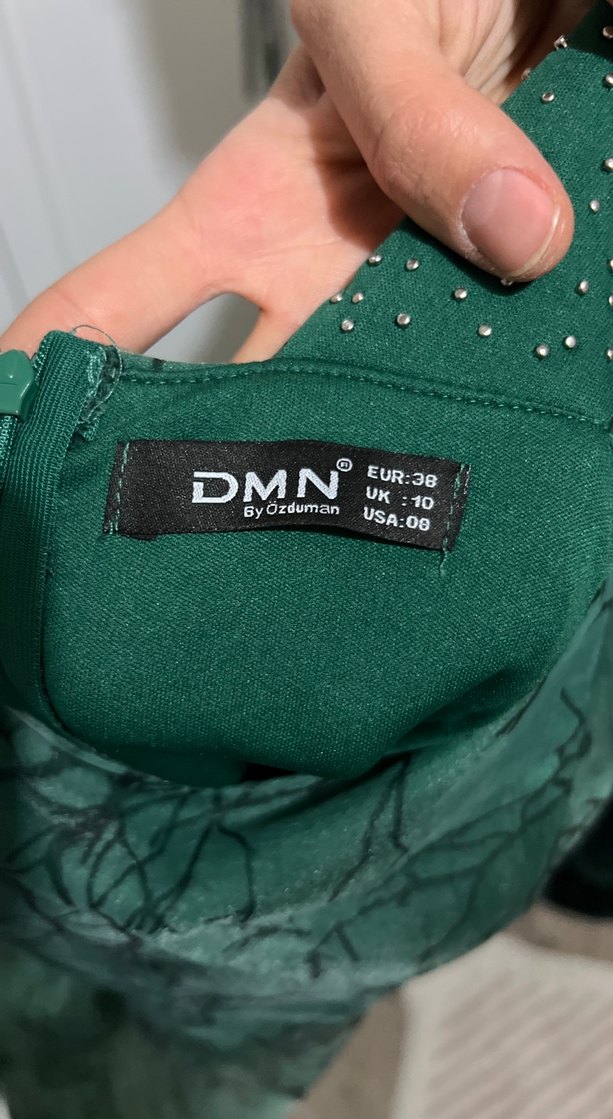 DMN®
By Özduman
EUR:38
UK :10
USA:08